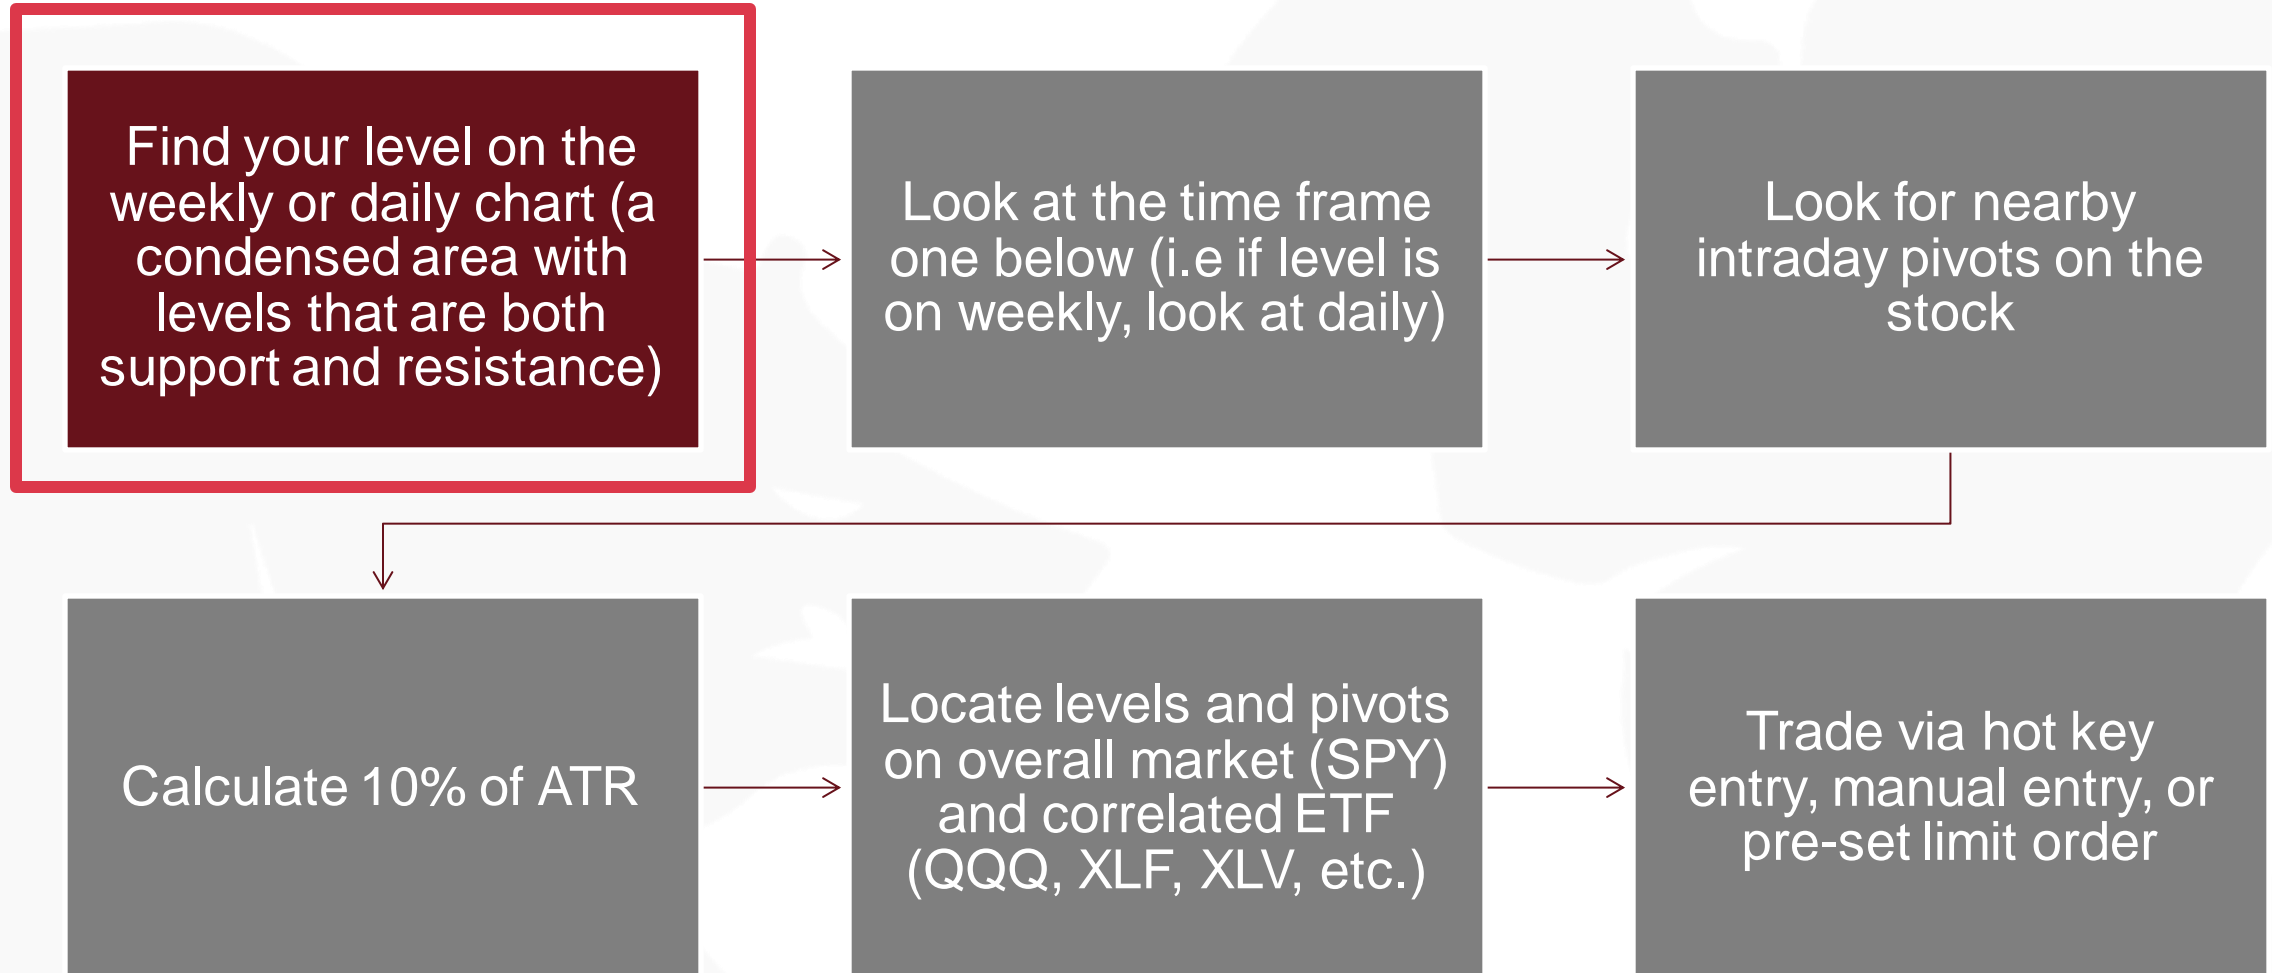 Find your level on the
weekly or daily chart (a
condensed area with
levels that are both
support and resistance)
Look at the time frame
one below (i.e if level is
on weekly, look at daily)
Look for nearby
intraday pivots on the
stock
Calculate 10% of ATR
Locate levels and pivots
on overall market (SPY)
and correlated ETF
(QQQ, XLF, XLV, etc.)
Trade via hot key
entry, manual entry, or
pre-set limit order